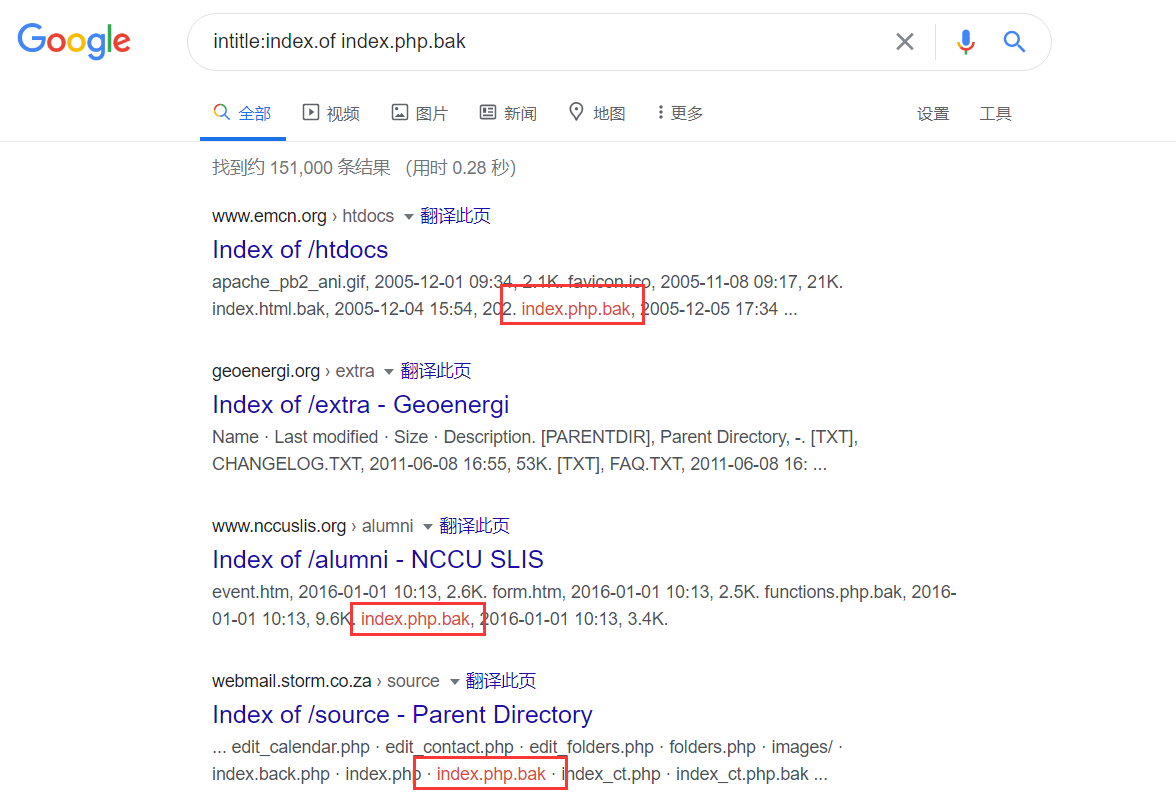 Google
intitle:index.of index.php.bak
全部 视频 图片 新闻 地图 更多 设置 工具
找到约 151,000 条结果 （用时 0.28 秒）
www.emcn.org › htdocs 翻译此页
Index of /htdocs
apache_pb2_ani.gif, 2005-12-01 09:34, 2.1K. favicon.ico, 2005-11-08 09:17, 21K.
index.html.bak, 2005-12-04 15:54, 202. index.php.bak, 2005-12-05 17:34 ...
geoenergi.org › extra 翻译此页
Index of /extra - Geoenergi
Name · Last modified · Size · Description. [PARENTDIR], Parent Directory, -. [TXT],
CHANGELOG.TXT, 2011-06-08 16:55, 53K. [TXT], FAQ.TXT, 2011-06-08 16: ...
www.nccuslis.org › alumni 翻译此页
Index of /alumni - NCCU SLIS
event.htm, 2016-01-01 10:13, 2.6K. form.htm, 2016-01-01 10:13, 2.5K. functions.php.bak, 2016-
01-01 10:13, 9.6K. index.php.bak, 2016-01-01 10:13, 3.4K.
webmail.storm.co.za › source 翻译此页
Index of /source - Parent Directory
... edit_calendar.php · edit_contact.php · edit_folders.php · folders.php · images/ ·
index.back.php · index.php · index.php.bak · index_ct.php · index_ct.php.bak ...